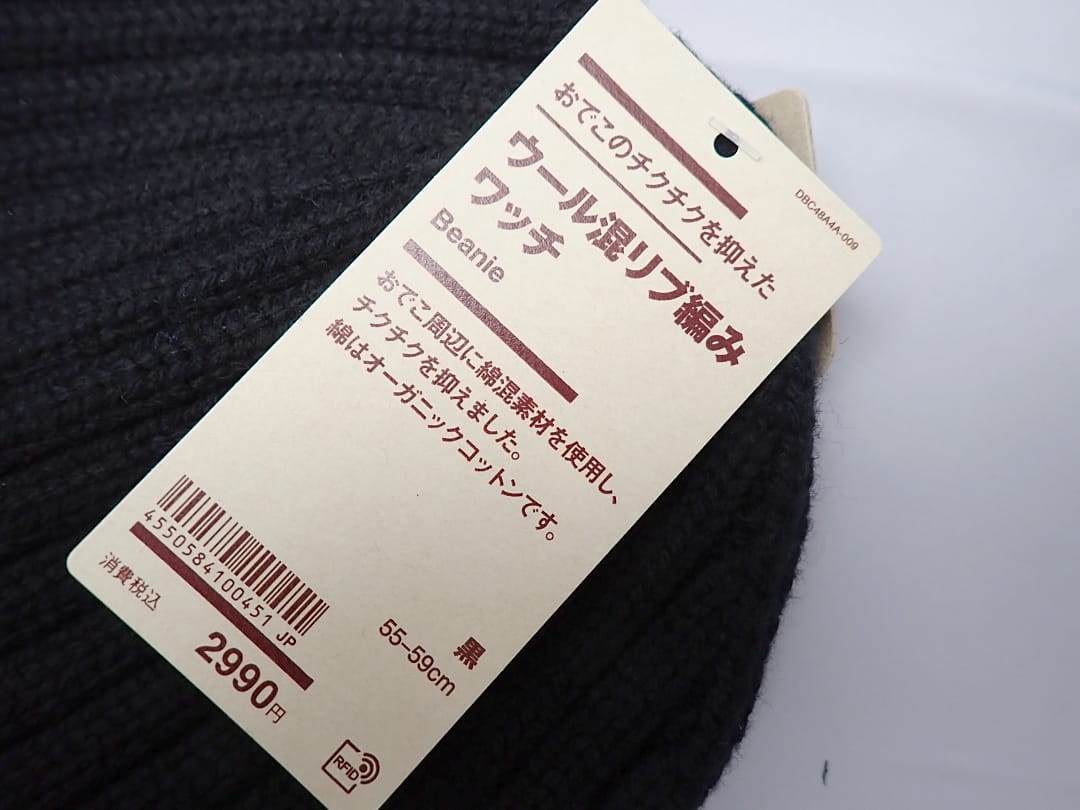 DBC48A4A-009
おでこのチクチクを抑えた
ウール混リブ編み
ワッチ
Beanie
おでこ周辺に綿混素材を使用し、
チクチクを抑えました。
綿はオーガニックコットンです。
4550584100451 JP
消費税込
2990円
黒
55-59cm
RFID